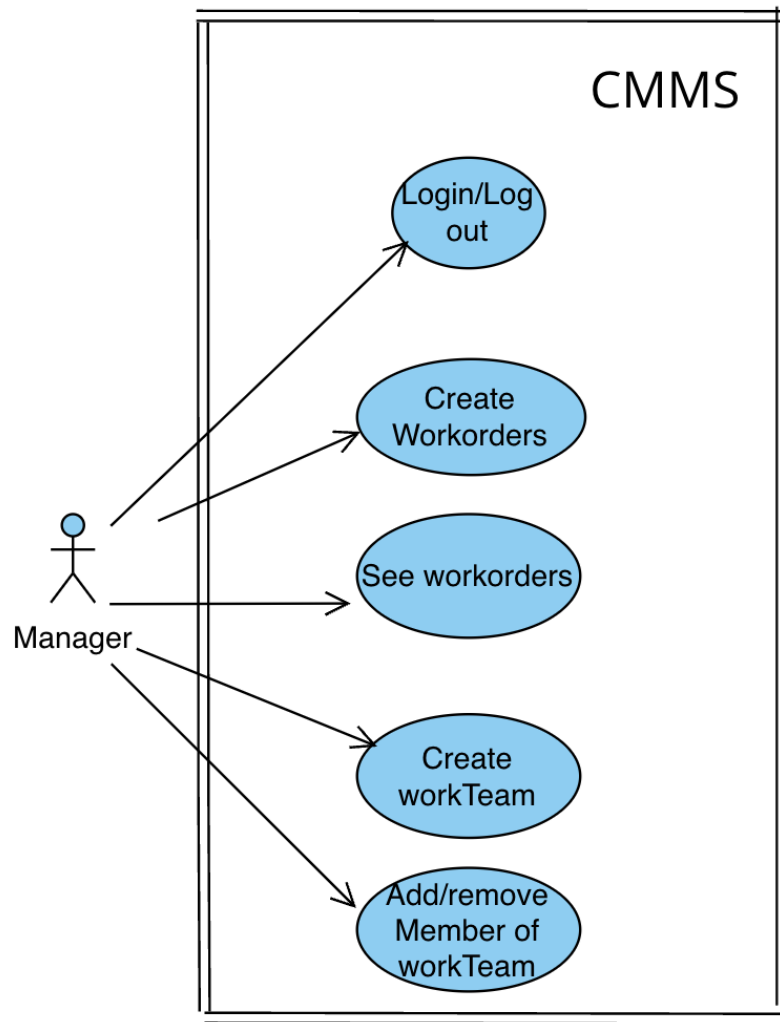 CMMS
Login/Log
out
Create
Workorders
See workorders
Manager
Create
workTeam
Add/remove
Member of
workTeam